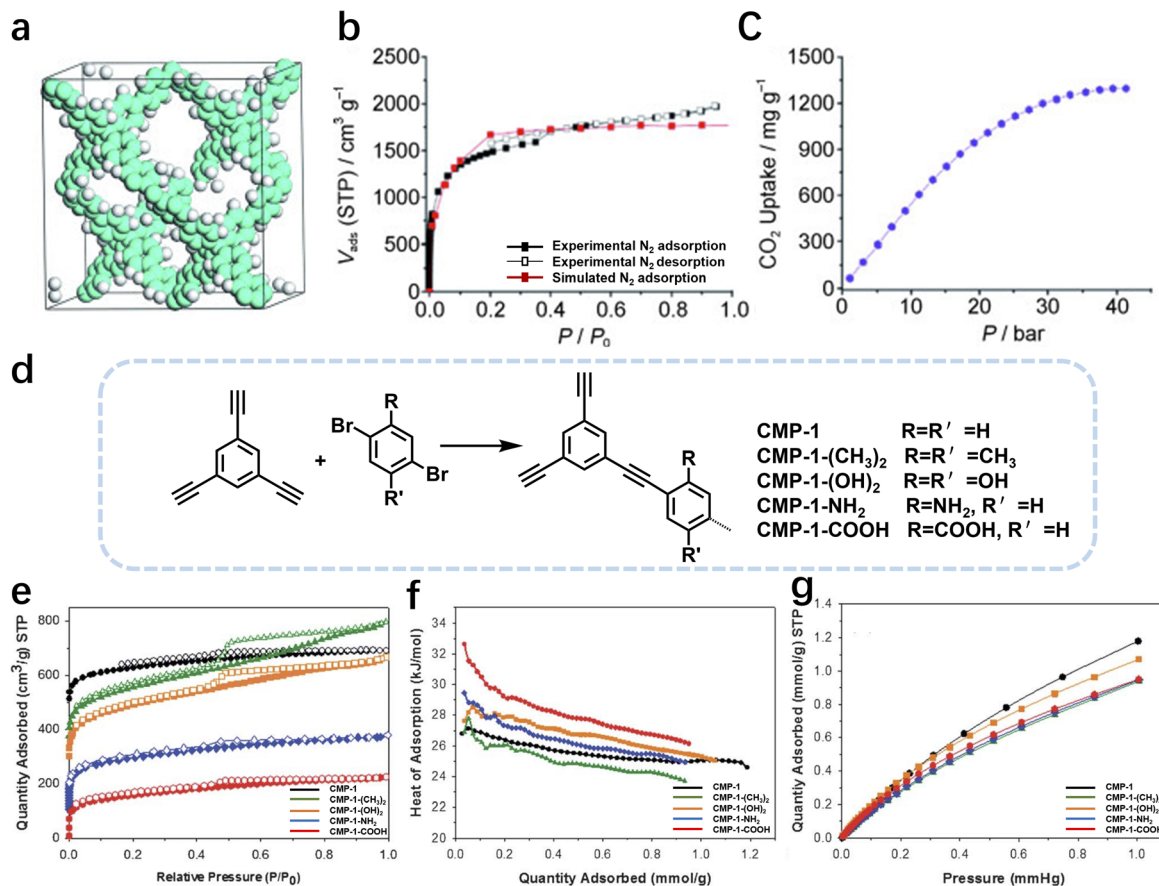 a
b
V_ads (STP) / cm³ g⁻¹
2500
2000
1500
1000
500
0
0.0 0.2 0.4 0.6 0.8 1.0
P / P₀
Experimental N₂ adsorption
Experimental N₂ desorption
Simulated N₂ adsorption
C
CO₂ Uptake / mg g⁻¹
1500
1200
900
600
300
0
0 10 20 30 40
P / bar
d
+
Br
R
Br
R'
R
R'
CMP-1 R=R′ =H
CMP-1-(CH₃)₂ R=R′ =CH₃
CMP-1-(OH)₂ R=R′ =OH
CMP-1-NH₂ R=NH₂, R′ =H
CMP-1-COOH R=COOH, R′ =H
e
Quantity Adsorbed (cm³/g) STP
800
600
400
200
0
0.0 0.2 0.4 0.6 0.8 1.0
Relative Pressure (P/P₀)
CMP-1
CMP-1-(CH₃)₂
CMP-1-(OH)₂
CMP-1-NH₂
CMP-1-COOH
f
Heat of Adsorption (kJ/mol)
34
32
30
28
26
24
22
20
0.0 0.2 0.4 0.6 0.8 1.0 1.2
Quantity Adsorbed (mmol/g)
CMP-1
CMP-1-(CH₃)₂
CMP-1-(OH)₂
CMP-1-NH₂
CMP-1-COOH
g
Quantity Adsorbed (mmol/g) STP
1.4
1.2
1.0
0.8
0.6
0.4
0.2
0.0
0.0 0.2 0.4 0.6 0.8 1.0
Pressure (mmHg)
CMP-1
CMP-1-(CH₃)₂
CMP-1-(OH)₂
CMP-1-NH₂
CMP-1-COOH